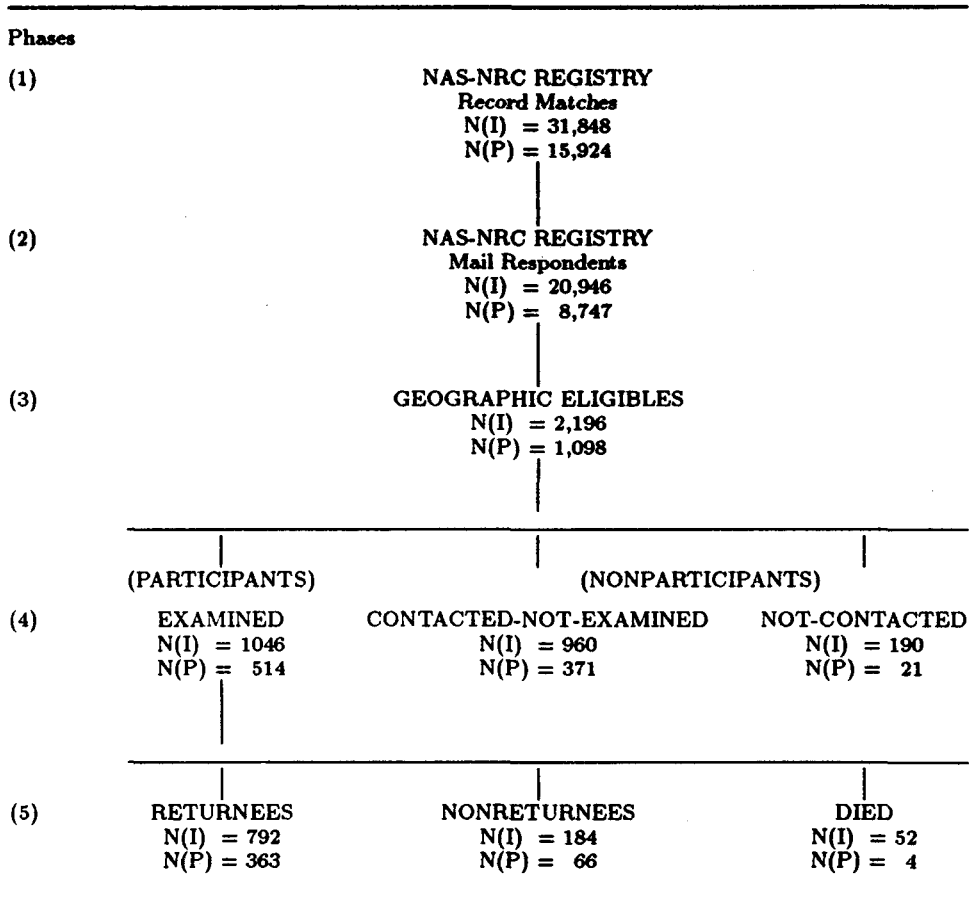 Phases
(1)
NAS-NRC REGISTRY
Record Matches
N(I) = 31,848
N(P) = 15,924
(2)
NAS-NRC REGISTRY
Mail Respondents
N(I) = 20,946
N(P) = 8,747
(3)
GEOGRAPHIC ELIGIBLES
N(I) = 2,196
N(P) = 1,098
(PARTICIPANTS) (NONPARTICIPANTS)
(4) EXAMINED CONTACTED-NOT-EXAMINED NOT-CONTACTED
N(I) = 1046 N(I) = 960 N(I) = 190
N(P) = 514 N(P) = 371 N(P) = 21
(5) RETURNEES NONRETURNEES DIED
N(I) = 792 N(I) = 184 N(I) = 52
N(P) = 363 N(P) = 66 N(P) = 4